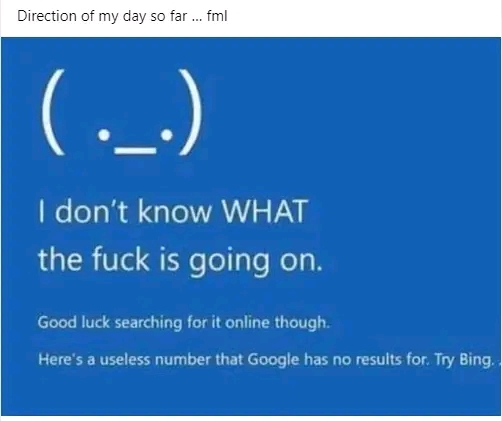 Direction of my day so far ... fml
( ._.)
I don't know WHAT
the fuck is going on.
Good luck searching for it online though.
Here's a useless number that Google has no results for. Try Bing. .